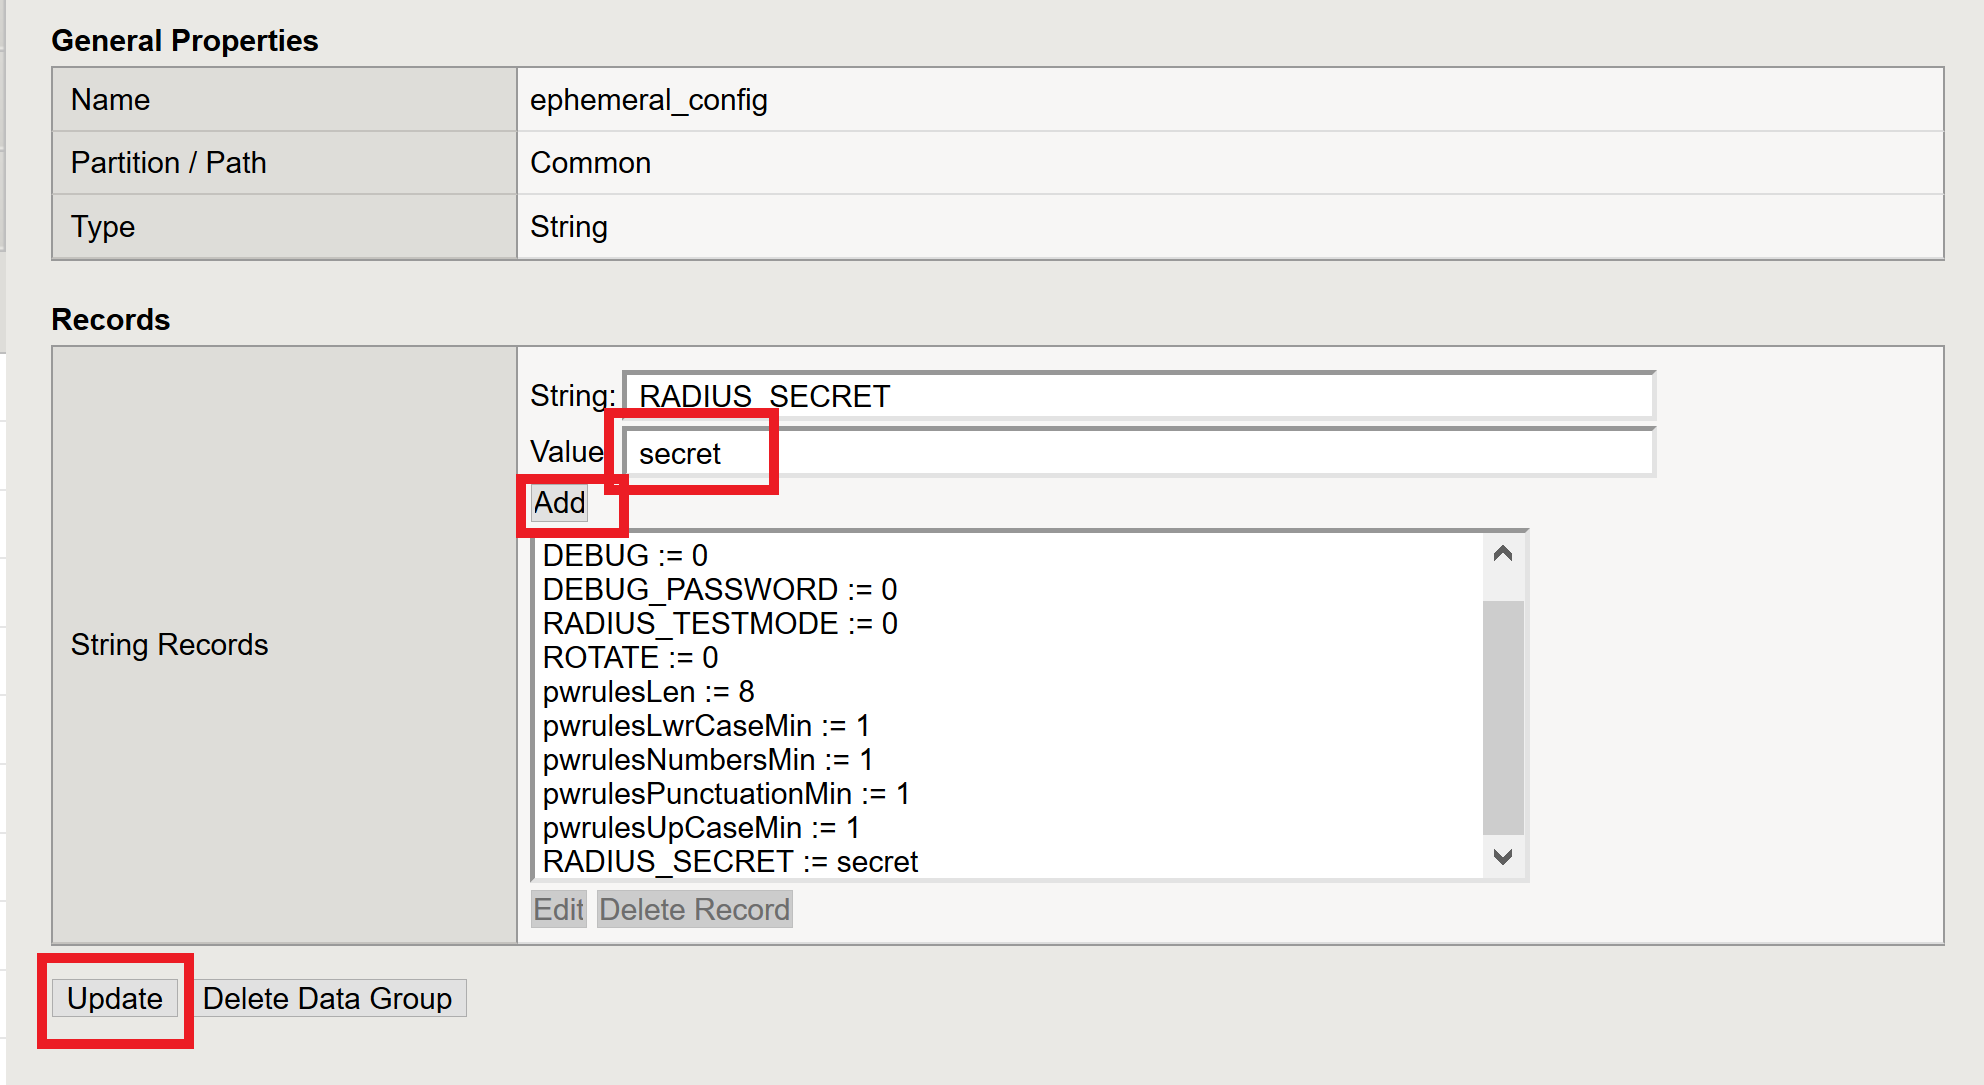 General Properties
Name ephemeral_config
Partition / Path Common
Type String
Records
String: RADIUS_SECRET
Value secret
Add
String Records
DEBUG := 0
DEBUG_PASSWORD := 0
RADIUS_TESTMODE := 0
ROTATE := 0
pwrulesLen := 8
pwrulesLwrCaseMin := 1
pwrulesNumbersMin := 1
pwrulesPunctuationMin := 1
pwrulesUpCaseMin := 1
RADIUS_SECRET := secret
Edit Delete Record
Update Delete Data Group